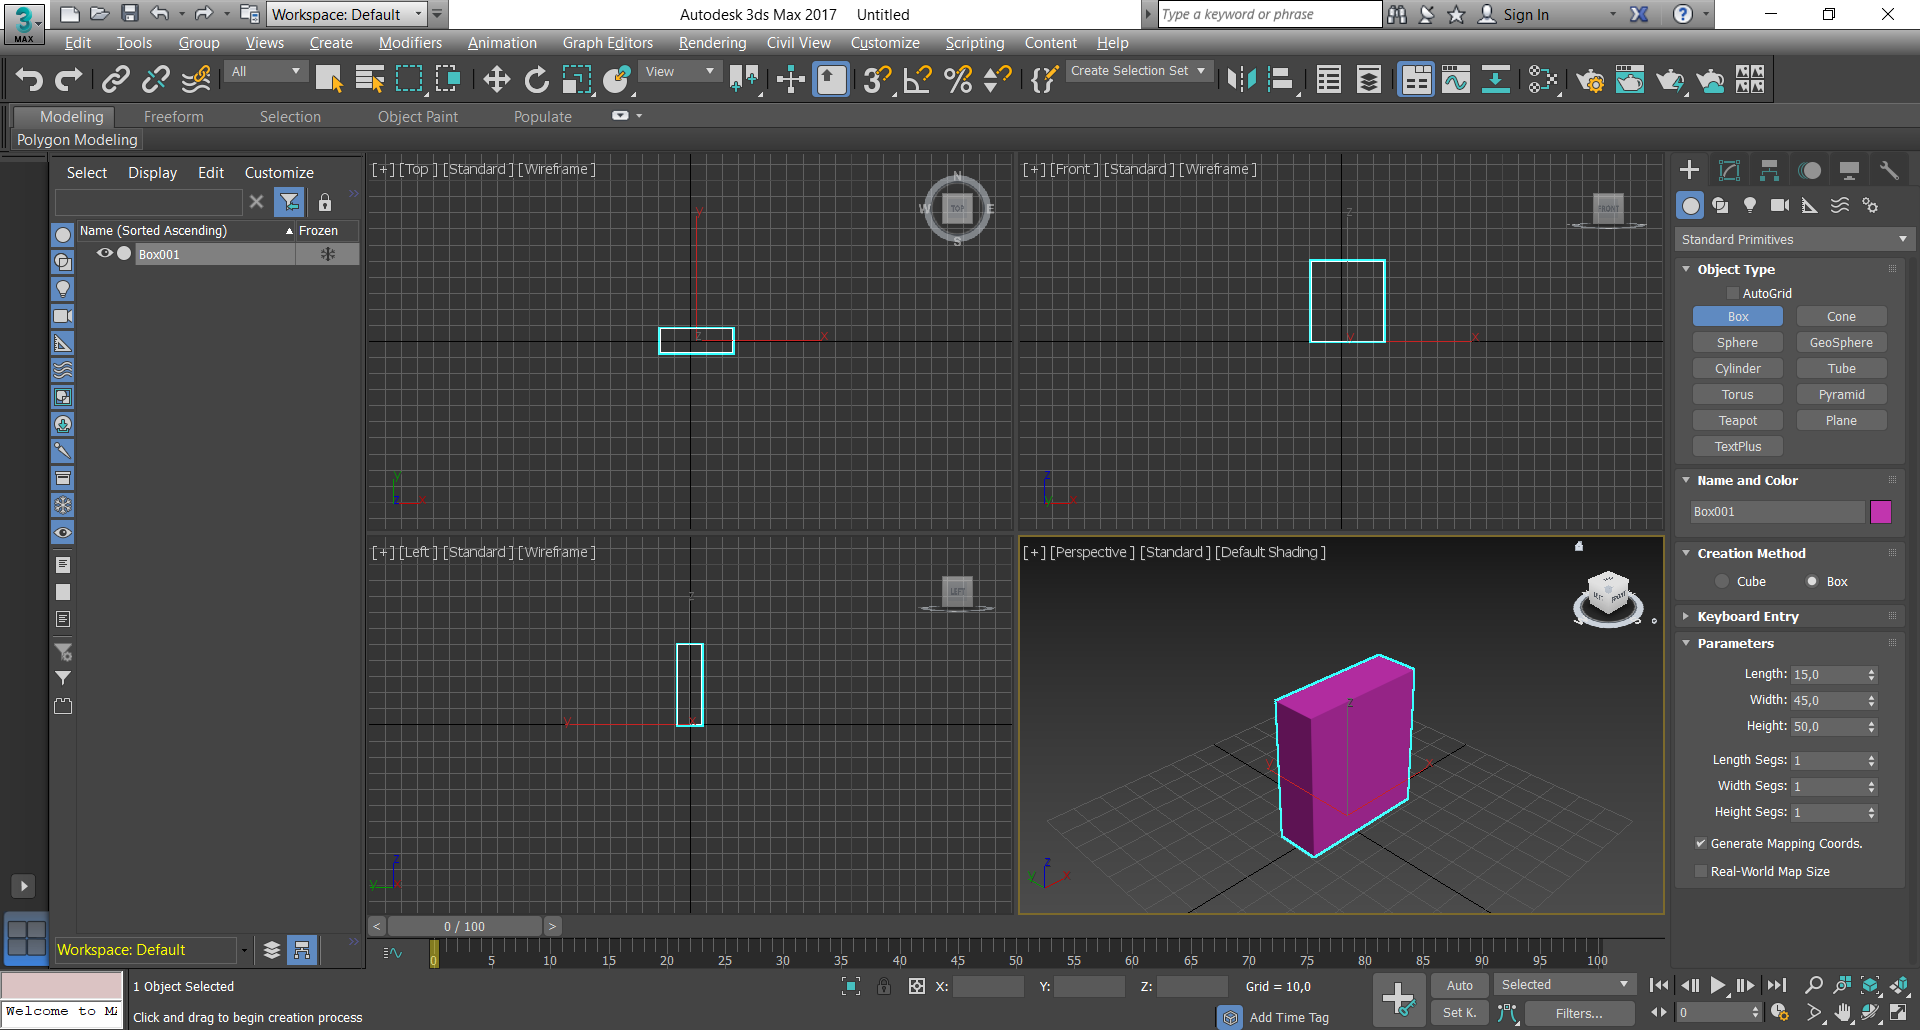 Workspace: Default
Autodesk 3ds Max 2017 Untitled
Type a keyword or phrase
Sign In
3
MAX
Edit Tools Group Views Create Modifiers Animation Graph Editors Rendering Civil View Customize Scripting Content Help
All
View
Create Selection Set
Modeling Freeform Selection Object Paint Populate
Polygon Modeling
Select Display Edit Customize
Name (Sorted Ascending) Frozen
Box001
[+] [Top ] [Standard ] [Wireframe ]
N
W TOP E
S
y
z x
y
z x
[+] [Front ] [Standard ] [Wireframe ]
FRONT
z
y x
z
y x
[+] [Left ] [Standard ] [Wireframe ]
LEFT
z
y x
z
y x
[+] [Perspective ] [Standard ] [Default Shading ]
z
y x
z
y x
Standard Primitives
Object Type
AutoGrid
Box Cone
Sphere GeoSphere
Cylinder Tube
Torus Pyramid
Teapot Plane
TextPlus
Name and Color
Box001
Creation Method
Cube Box
Keyboard Entry
Parameters
Length: 15,0
Width: 45,0
Height: 50,0
Length Segs: 1
Width Segs: 1
Height Segs: 1
Generate Mapping Coords.
Real-World Map Size
< 0 / 100 >
Workspace: Default
0 5 10 15 20 25 30 35 40 45 50 55 60 65 70 75 80 85 90 95 100
1 Object Selected
X: Y: Z: Grid = 10,0
Auto Selected
Welcome to MA
Click and drag to begin creation process
Add Time Tag
Set K. Filters...
0